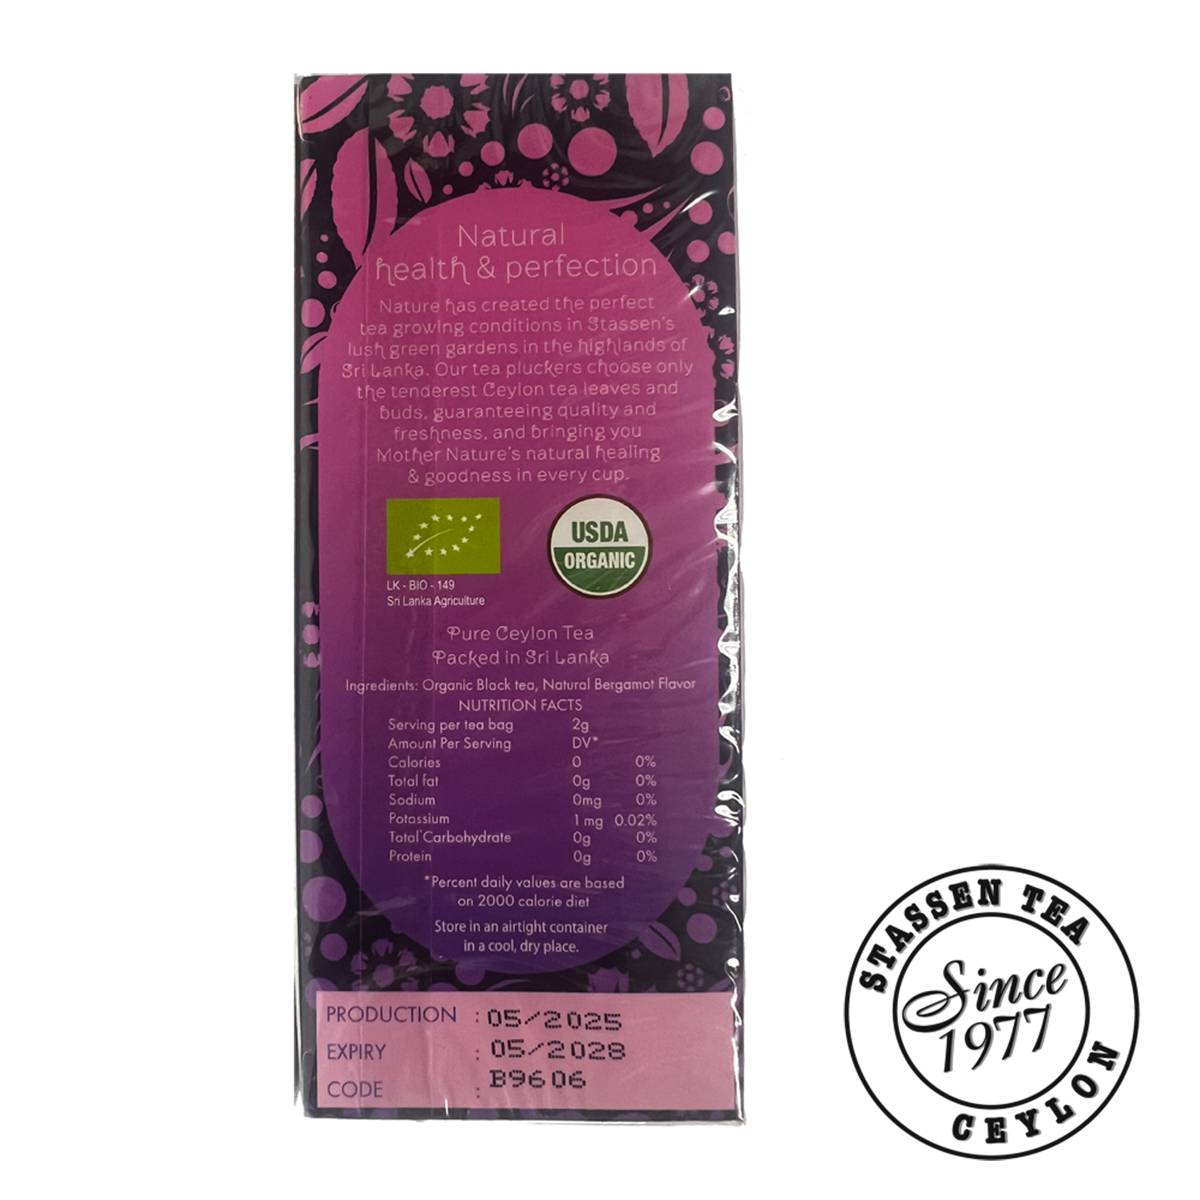 Natural
health & perfection
Nature has created the perfect
tea growing conditions in Stassen's
lush green gardens in the highlands of
Sri Lanka. Our tea pluckers choose only
the tenderest Ceylon tea leaves and
buds, guaranteeing quality and
freshness, and bringing you
Mother Nature's natural healing
& goodness in every cup.
USDA
ORGANIC
LK - BIO - 149
Sri Lanka Agriculture
Pure Ceylon Tea
Packed in Sri Lanka
Ingredients: Organic Black tea, Natural Bergamot Flavor
NUTRITION FACTS
Serving per tea bag 2g
Amount Per Serving DV*
Calories 0 0%
Total fat 0g 0%
Sodium 0mg 0%
Potassium 1 mg 0.02%
Total Carbohydrate 0g 0%
Protein 0g 0%
*Percent daily values are based
on 2000 calorie diet
Store in an airtight container
in a cool, dry place.
PRODUCTION : 05/2025
EXPIRY : 05/2028
CODE : B9606
STASSEN TEA
Since
1977
CEYLON